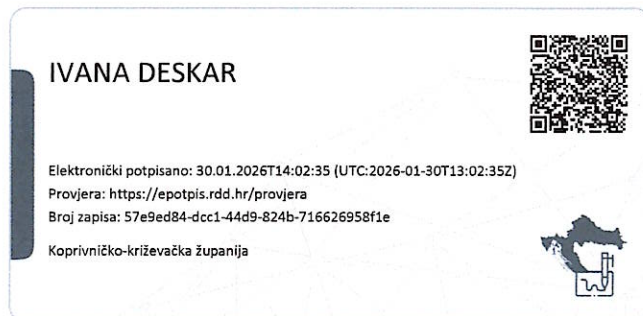 IVANA DESKAR
Elektronički potpisano: 30.01.2026T14:02:35 (UTC:2026-01-30T13:02:35Z)
Provjera: https://epotpis.rdd.hr/provjera
Broj zapisa: 57e9ed84-dcc1-44d9-824b-716626958f1e
Koprivničko-križevačka županija